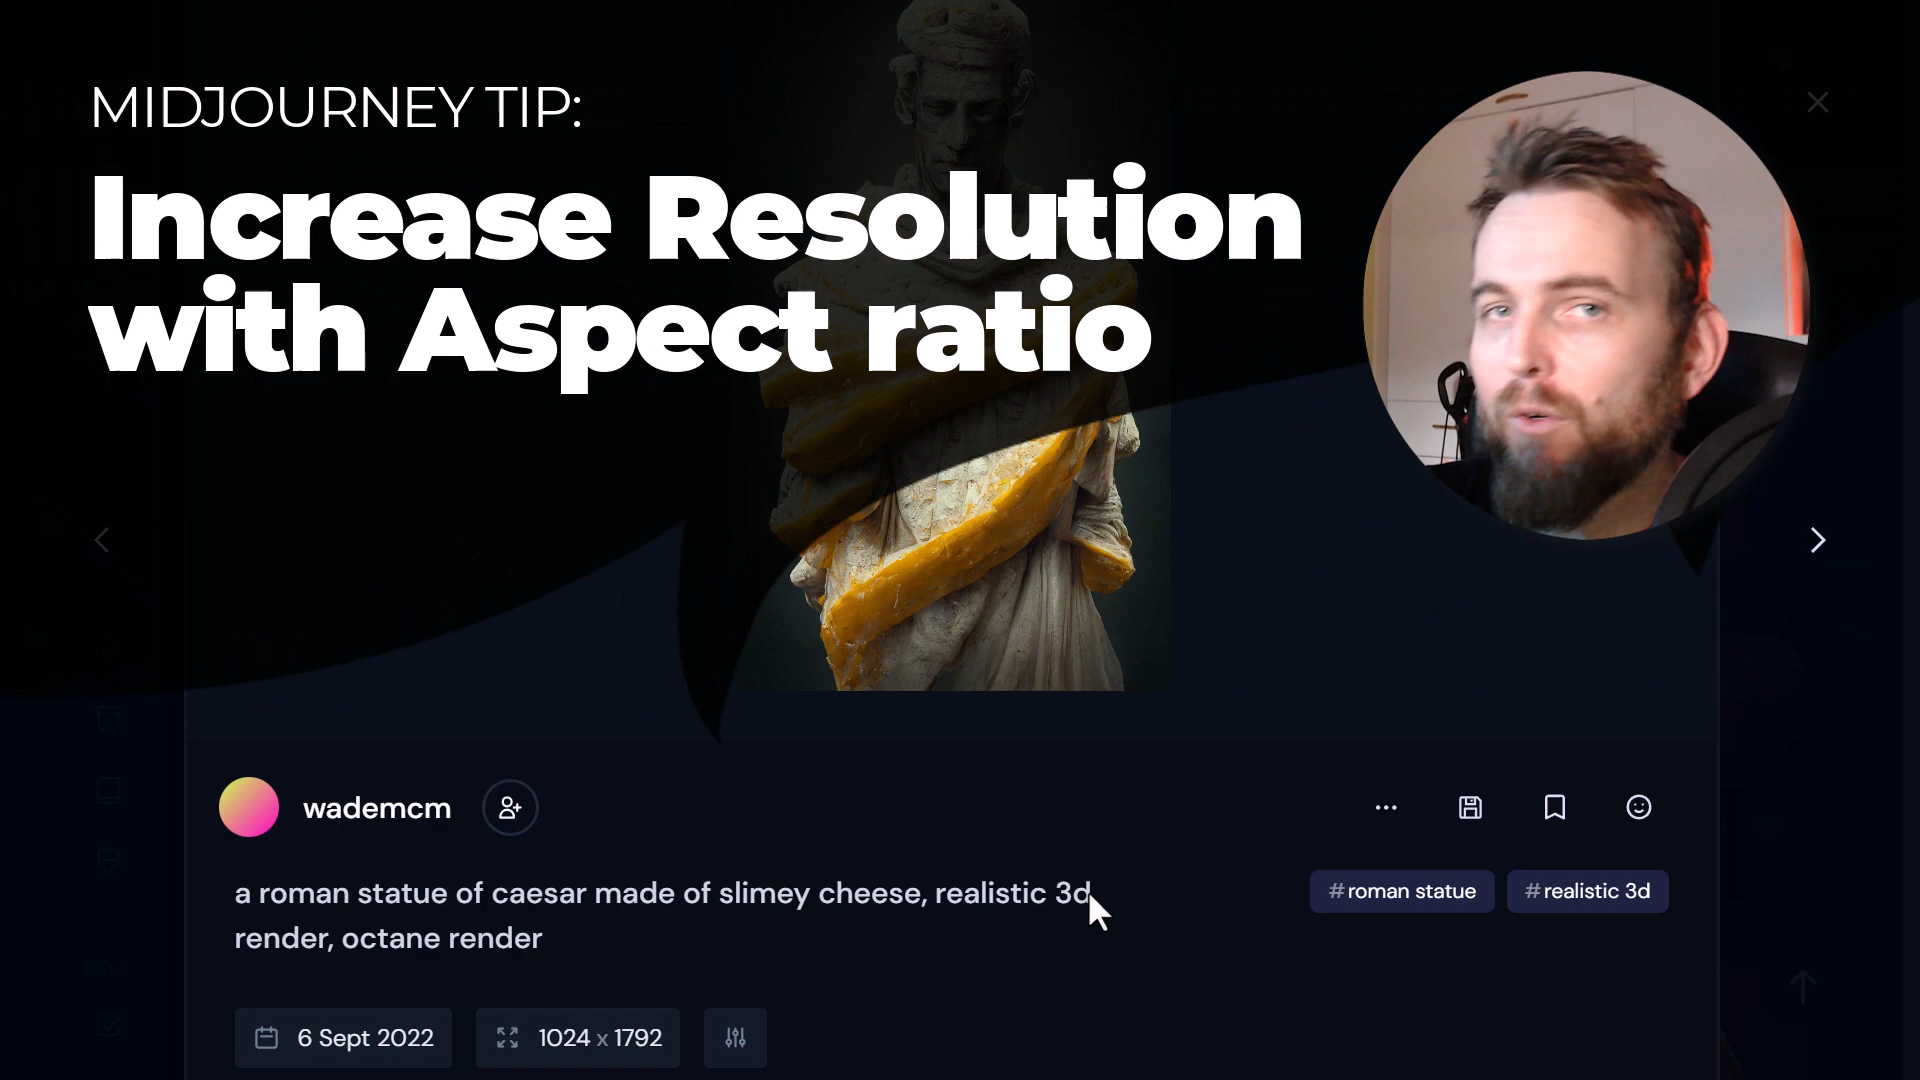 MIDJOURNEY TIP:
Increase Resolution
with Aspect ratio
wademcm
a roman statue of caesar made of slimey cheese, realistic 3d
render, octane render
#roman statue
#realistic 3d
6 Sept 2022
1024 x 1792